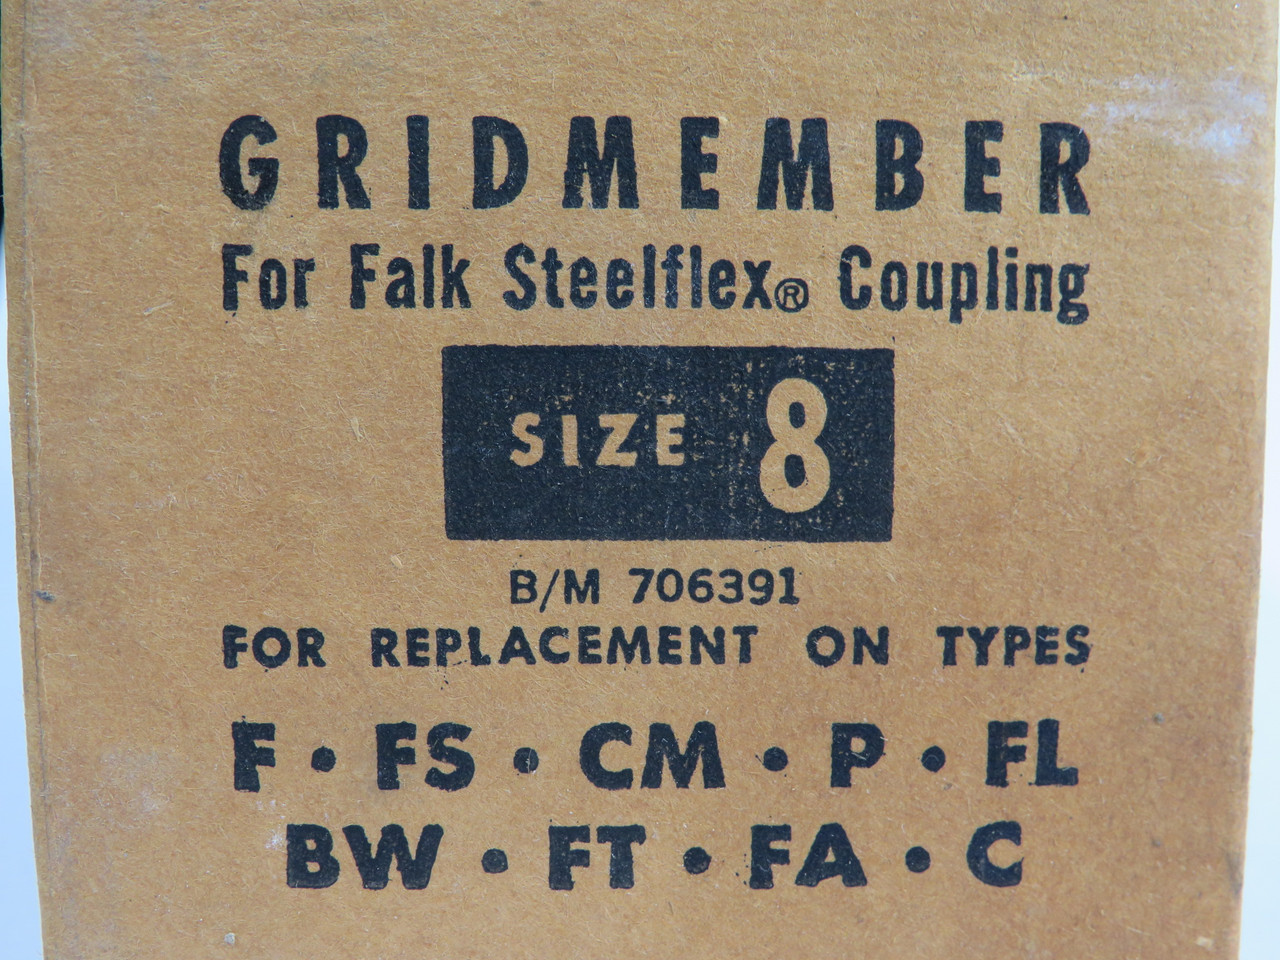 GRIDMEMBER
For Falk Steelflex® Coupling
SIZE 8
B/M 706391
FOR REPLACEMENT ON TYPES
F • FS • CM • P • FL
BW • FT • FA • C